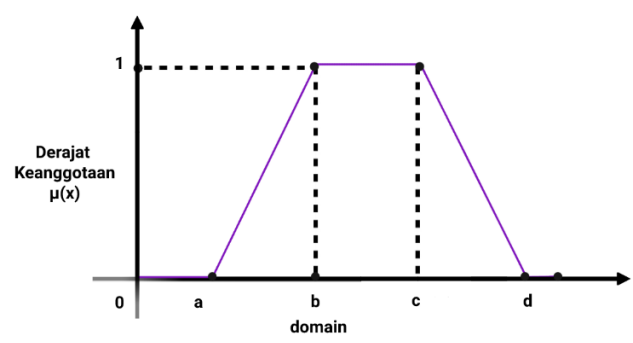 1
Derajat
Keanggotaan
μ(x)
0 a b c d
domain